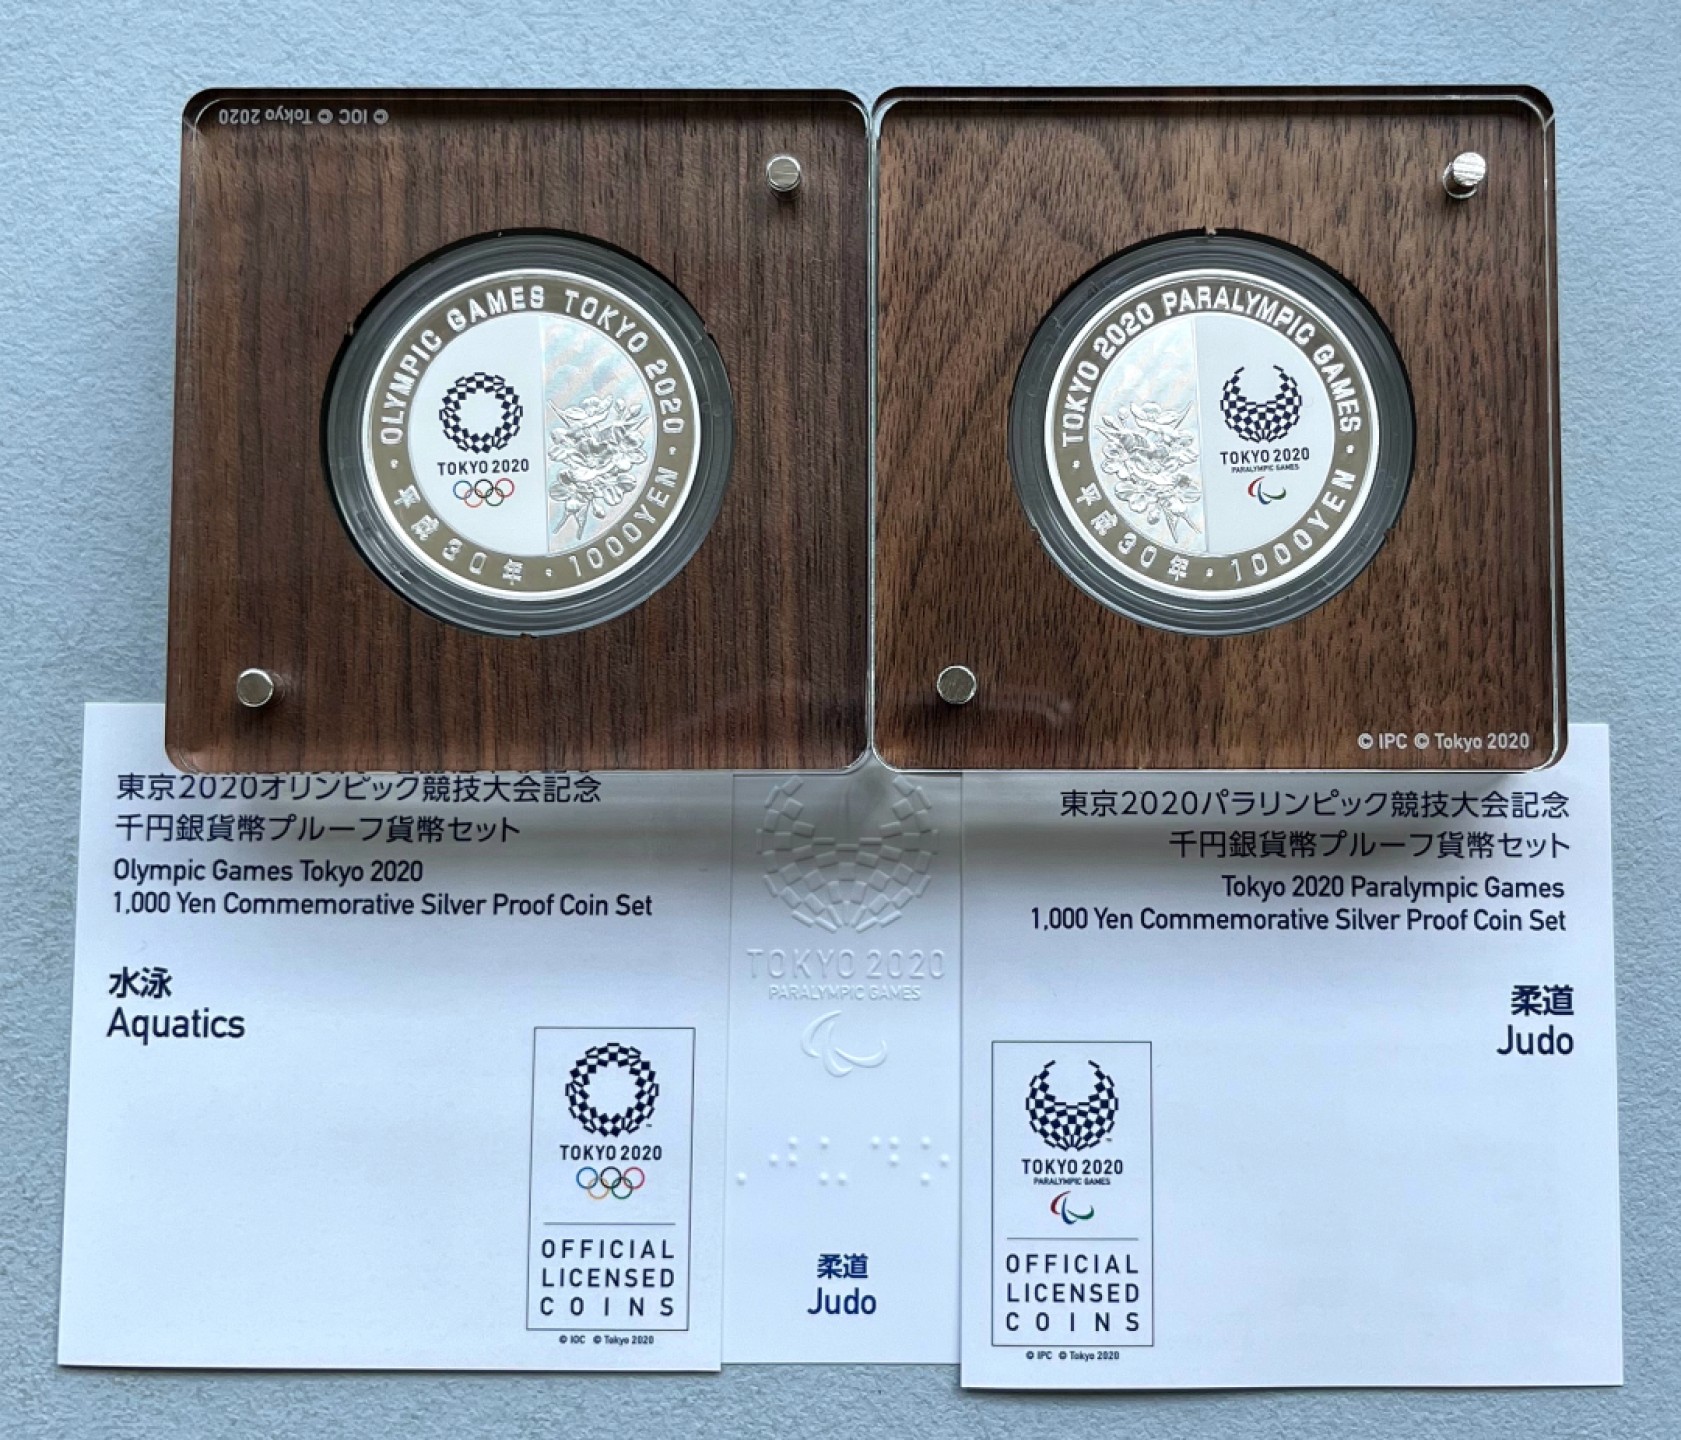 © IOC © Tokyo 2020
OLYMPIC GAMES TOKYO 2020
TOKYO 2020
平成30年・1000YEN
TOKYO 2020 PARALYMPIC GAMES
TOKYO 2020
PARALYMPIC GAMES
平成30年・1000YEN
© IPC © Tokyo 2020
東京2020オリンピック競技大会記念
千円銀貨幣プルーフ貨幣セット
Olympic Games Tokyo 2020
1,000 Yen Commemorative Silver Proof Coin Set
水泳
Aquatics
TOKYO 2020
OFFICIAL
LICENSED
COINS
© IOC © Tokyo 2020
TOKYO 2020
PARALYMPIC GAMES
柔道
Judo
東京2020パラリンピック競技大会記念
千円銀貨幣プルーフ貨幣セット
Tokyo 2020 Paralympic Games
1,000 Yen Commemorative Silver Proof Coin Set
柔道
Judo
TOKYO 2020
PARALYMPIC GAMES
OFFICIAL
LICENSED
COINS
© IPC © Tokyo 2020